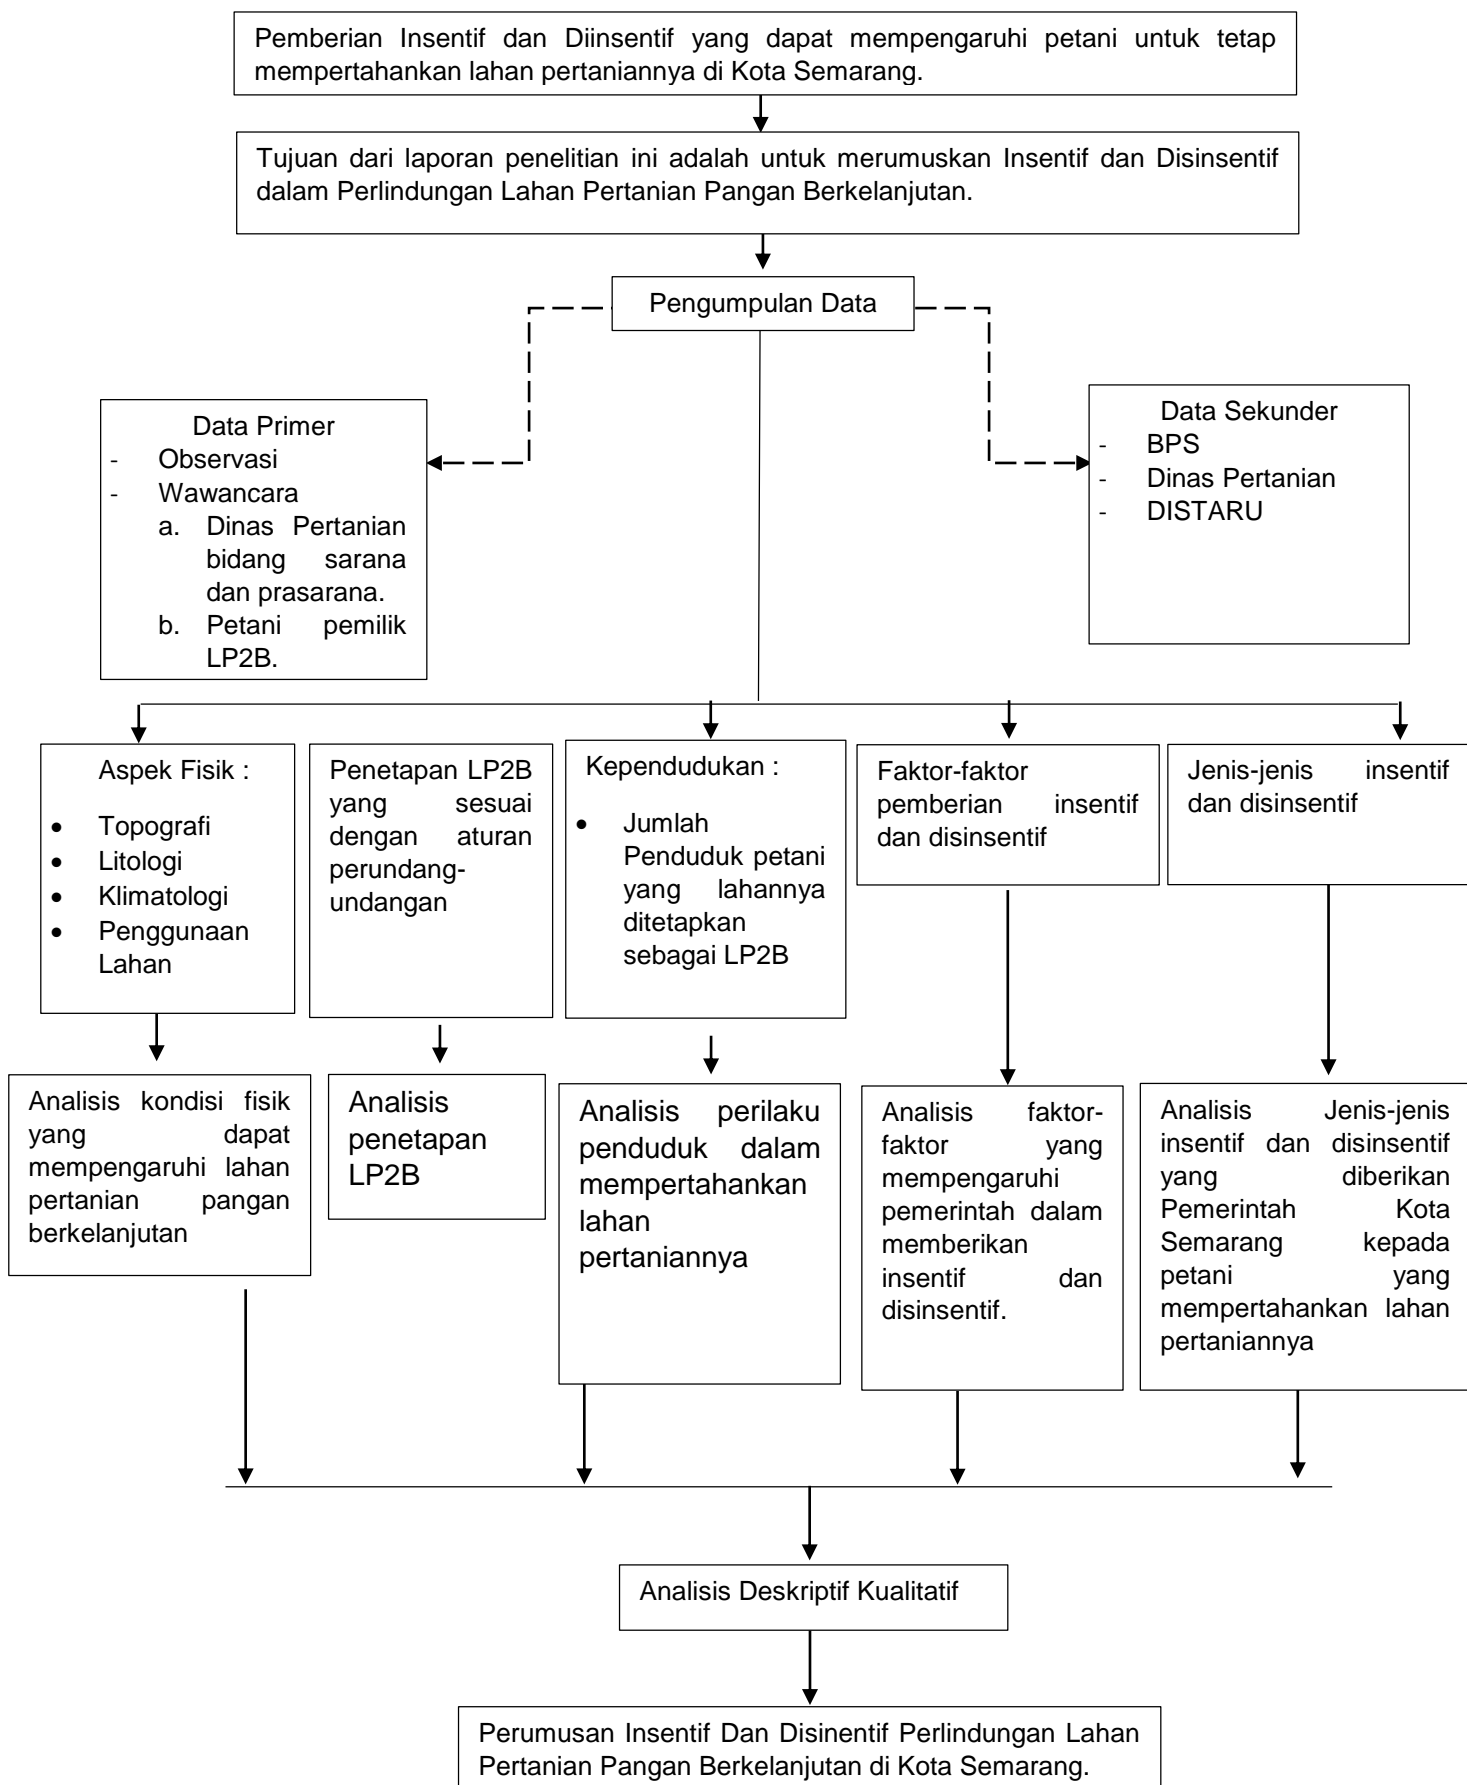 Pemberian Insentif dan Diinsentif yang dapat mempengaruhi petani untuk tetap
mempertahankan lahan pertaniannya di Kota Semarang.
Tujuan dari laporan penelitian ini adalah untuk merumuskan Insentif dan Disinsentif
dalam Perlindungan Lahan Pertanian Pangan Berkelanjutan.
Pengumpulan Data
Data Primer
- Observasi
- Wawancara
a. Dinas Pertanian
bidang sarana
dan prasarana.
b. Petani pemilik
LP2B.
Data Sekunder
- BPS
- Dinas Pertanian
- DISTARU
Aspek Fisik :
• Topografi
• Litologi
• Klimatologi
• Penggunaan
Lahan
Penetapan LP2B
yang sesuai
dengan aturan
perundang-
undangan
Kependudukan :
• Jumlah
Penduduk petani
yang lahannya
ditetapkan
sebagai LP2B
Faktor-faktor
pemberian insentif
dan disinsentif
Jenis-jenis insentif
dan disinsentif
Analisis kondisi fisik
yang dapat
mempengaruhi lahan
pertanian pangan
berkelanjutan
Analisis
penetapan
LP2B
Analisis perilaku
penduduk dalam
mempertahankan
lahan
pertaniannya
Analisis faktor-
faktor yang
mempengaruhi
pemerintah dalam
memberikan
insentif dan
disinsentif.
Analisis Jenis-jenis
insentif dan disinsentif
yang diberikan
Pemerintah Kota
Semarang kepada
petani yang
mempertahankan lahan
pertaniannya
Analisis Deskriptif Kualitatif
Perumusan Insentif Dan Disinentif Perlindungan Lahan
Pertanian Pangan Berkelanjutan di Kota Semarang.